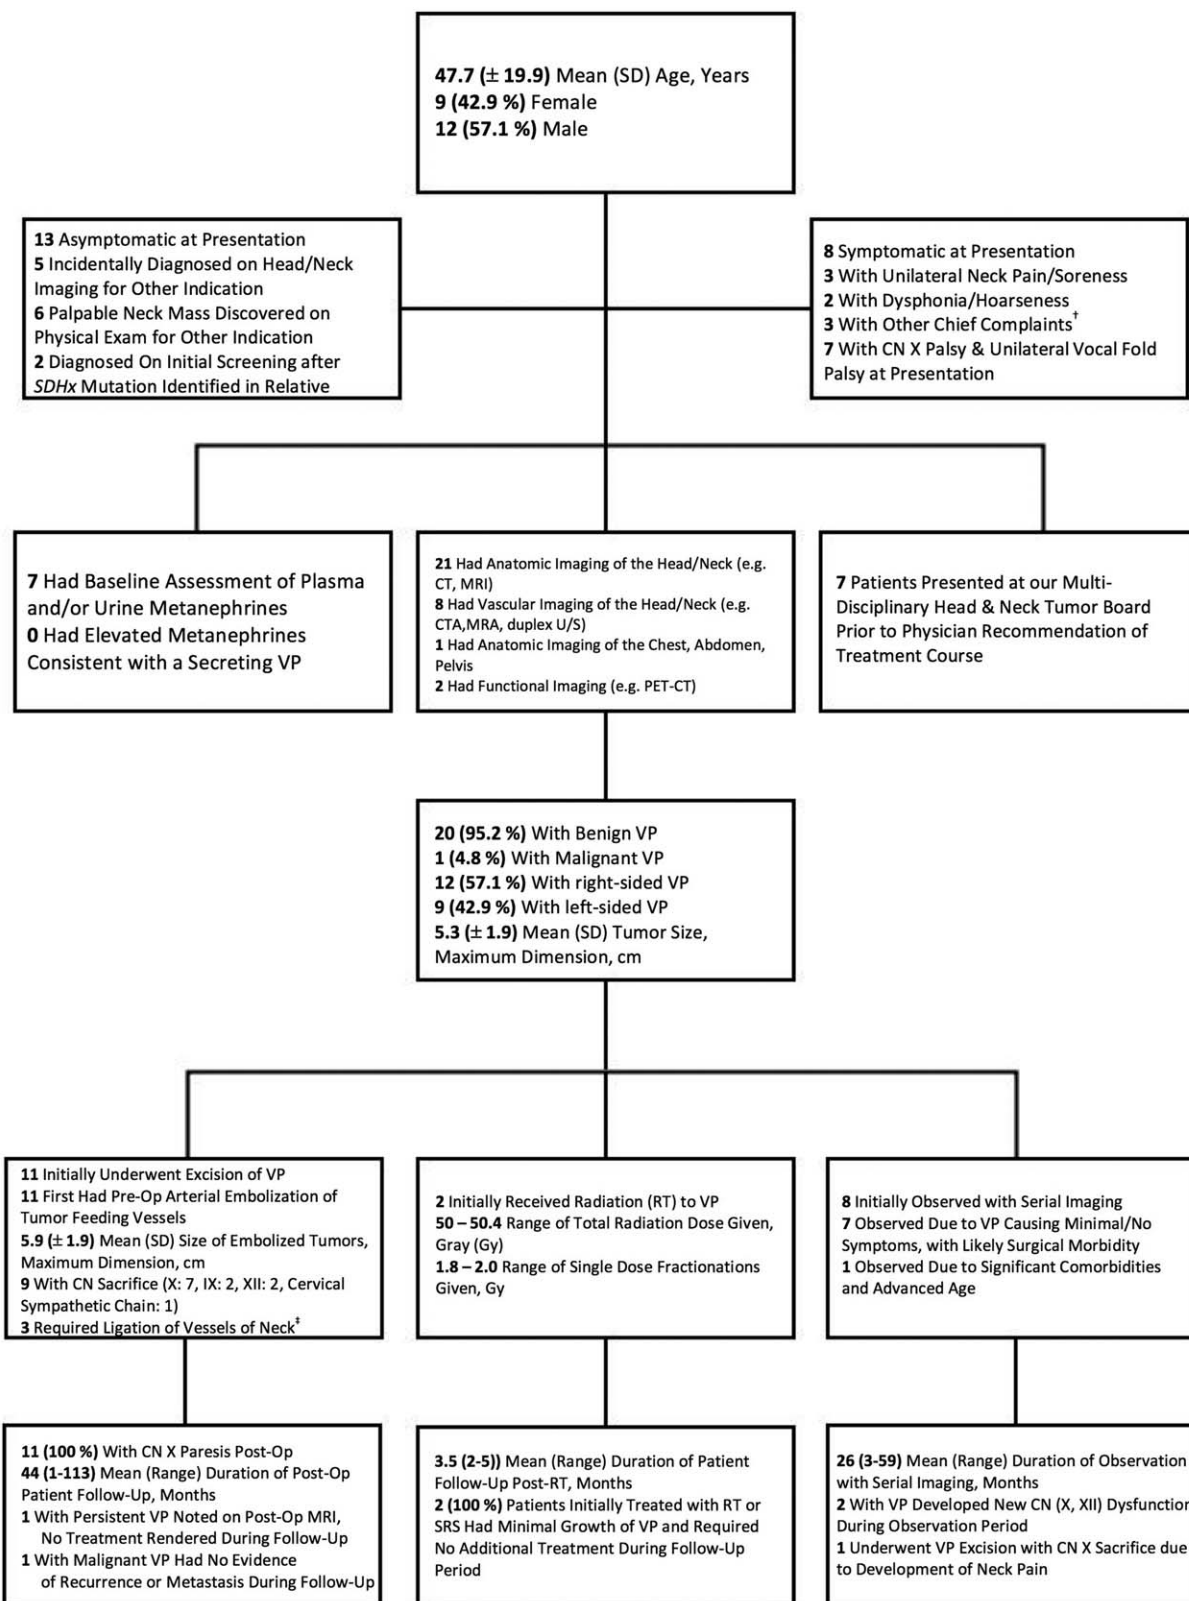 47.7 (± 19.9) Mean (SD) Age, Years
9 (42.9 %) Female
12 (57.1 %) Male
13 Asymptomatic at Presentation
5 Incidentally Diagnosed on Head/Neck
Imaging for Other Indication
6 Palpable Neck Mass Discovered on
Physical Exam for Other Indication
2 Diagnosed On Initial Screening after
SDHx Mutation Identified in Relative
8 Symptomatic at Presentation
3 With Unilateral Neck Pain/Soreness
2 With Dysphonia/Hoarseness
3 With Other Chief Complaints†
7 With CN X Palsy & Unilateral Vocal Fold
Palsy at Presentation
7 Had Baseline Assessment of Plasma
and/or Urine Metanephrines
0 Had Elevated Metanephrines
Consistent with a Secreting VP
21 Had Anatomic Imaging of the Head/Neck (e.g.
CT, MRI)
8 Had Vascular Imaging of the Head/Neck (e.g.
CTA,MRA, duplex U/S)
1 Had Anatomic Imaging of the Chest, Abdomen,
Pelvis
2 Had Functional Imaging (e.g. PET-CT)
7 Patients Presented at our Multi-
Disciplinary Head & Neck Tumor Board
Prior to Physician Recommendation of
Treatment Course
20 (95.2 %) With Benign VP
1 (4.8 %) With Malignant VP
12 (57.1 %) With right-sided VP
9 (42.9 %) With left-sided VP
5.3 (± 1.9) Mean (SD) Tumor Size,
Maximum Dimension, cm
11 Initially Underwent Excision of VP
11 First Had Pre-Op Arterial Embolization of
Tumor Feeding Vessels
5.9 (± 1.9) Mean (SD) Size of Embolized Tumors,
Maximum Dimension, cm
9 With CN Sacrifice (X: 7, IX: 2, XII: 2, Cervical
Sympathetic Chain: 1)
3 Required Ligation of Vessels of Neck‡
2 Initially Received Radiation (RT) to VP
50 – 50.4 Range of Total Radiation Dose Given,
Gray (Gy)
1.8 – 2.0 Range of Single Dose Fractionations
Given, Gy
8 Initially Observed with Serial Imaging
7 Observed Due to VP Causing Minimal/No
Symptoms, with Likely Surgical Morbidity
1 Observed Due to Significant Comorbidities
and Advanced Age
11 (100 %) With CN X Paresis Post-Op
44 (1-113) Mean (Range) Duration of Post-Op
Patient Follow-Up, Months
1 With Persistent VP Noted on Post-Op MRI,
No Treatment Rendered During Follow-Up
1 With Malignant VP Had No Evidence
of Recurrence or Metastasis During Follow-Up
3.5 (2-5)) Mean (Range) Duration of Patient
Follow-Up Post-RT, Months
2 (100 %) Patients Initially Treated with RT or
SRS Had Minimal Growth of VP and Required
No Additional Treatment During Follow-Up
Period
26 (3-59) Mean (Range) Duration of Observation
with Serial Imaging, Months
2 With VP Developed New CN (X, XII) Dysfunction
During Observation Period
1 Underwent VP Excision with CN X Sacrifice due
to Development of Neck Pain